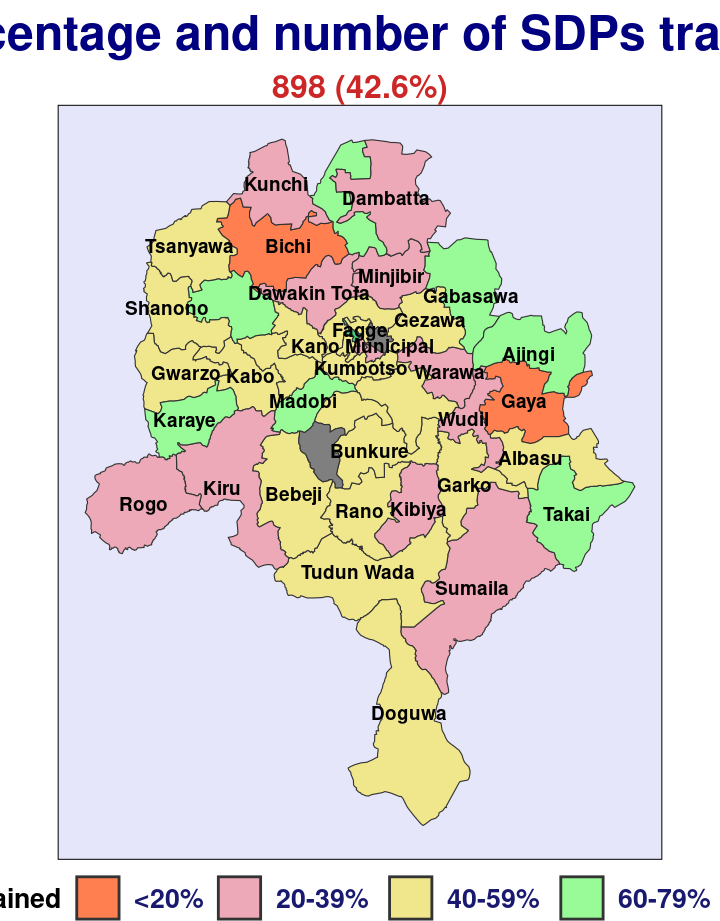 centage and number of SDPs tra
898 (42.6%)
Kunchi
Dambatta
Tsanyawa
Bichi
Minjibir
Dawakin Tofa
Gabasawa
Shanono
Gezawa
Fagge
Kano Municipal
Ajingi
Kumbotso
Warawa
Gwarzo
Kabo
Madobi
Gaya
Karaye
Wudil
Bunkure
Albasu
Garko
Kiru
Bebeji
Rogo
Rano
Kibiya
Takai
Tudun Wada
Sumaila
Doguwa
ained <20% 20-39% 40-59% 60-79%